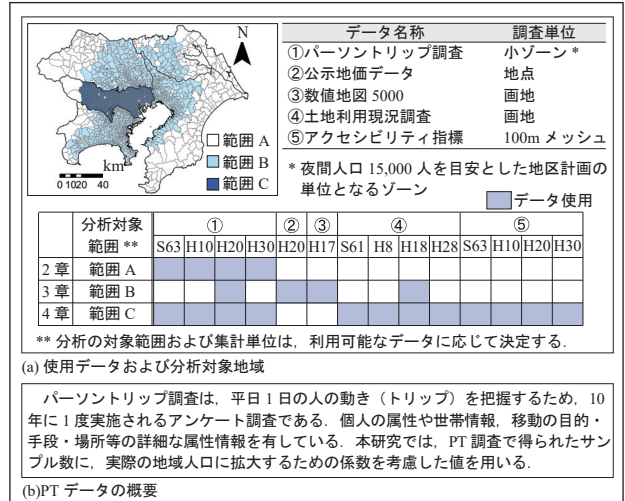 N
範囲 A
範囲 B
範囲 C
km
0 10 20 40
データ名称 調査単位
①パーソントリップ調査 小ゾーン *
②公示地価データ 地点
③数値地図 5000 画地
④土地利用現況調査 画地
⑤アクセシビリティ指標 100m メッシュ
* 夜間人口 15,000 人を目安とした地区計画の
単位となるゾーン
データ使用
分析対象 ① ② ③ ④ ⑤
範囲 ** S63 H10 H20 H30 H20 H17 S61 H8 H18 H28 S63 H10 H20 H30
2 章 範囲 A
3 章 範囲 B
4 章 範囲 C
** 分析の対象範囲および集計単位は，利用可能なデータに応じて決定する．
(a) 使用データおよび分析対象地域
パーソントリップ調査は，平日 1 日の人の動き（トリップ）を把握するため，10
年に 1 度実施されるアンケート調査である．個人の属性や世帯情報，移動の目的・
手段・場所等の詳細な属性情報を有している．本研究では，PT 調査で得られたサン
プル数に，実際の地域人口に拡大するための係数を考慮した値を用いる．
(b)PT データの概要